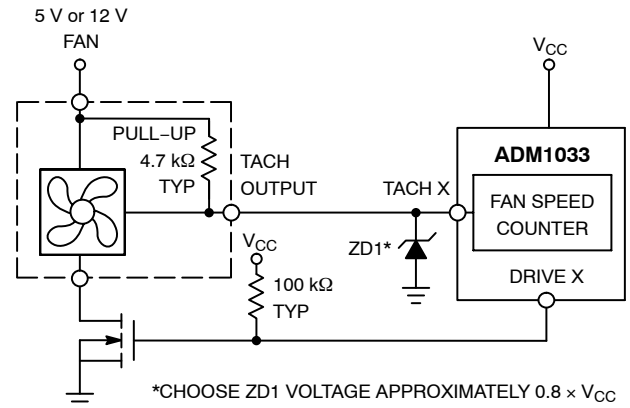 5 V or 12 V
FAN
V_CC
PULL–UP
4.7 kΩ
TYP
TACH
OUTPUT
TACH X
ADM1033
FAN SPEED
COUNTER
V_CC
ZD1*
100 kΩ
TYP
DRIVE X
*CHOOSE ZD1 VOLTAGE APPROXIMATELY 0.8 × V_CC